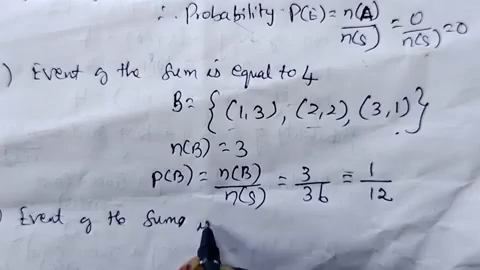 ∴ Probability P(E) = n(A)/n(S) = 0/n(S) = 0
) Event of the Sum is equal to 4
B = {(1,3), (2,2), (3,1)}
n(B) = 3
P(B) = n(B)/n(S) = 3/36 = 1/12
) Event of the Sum